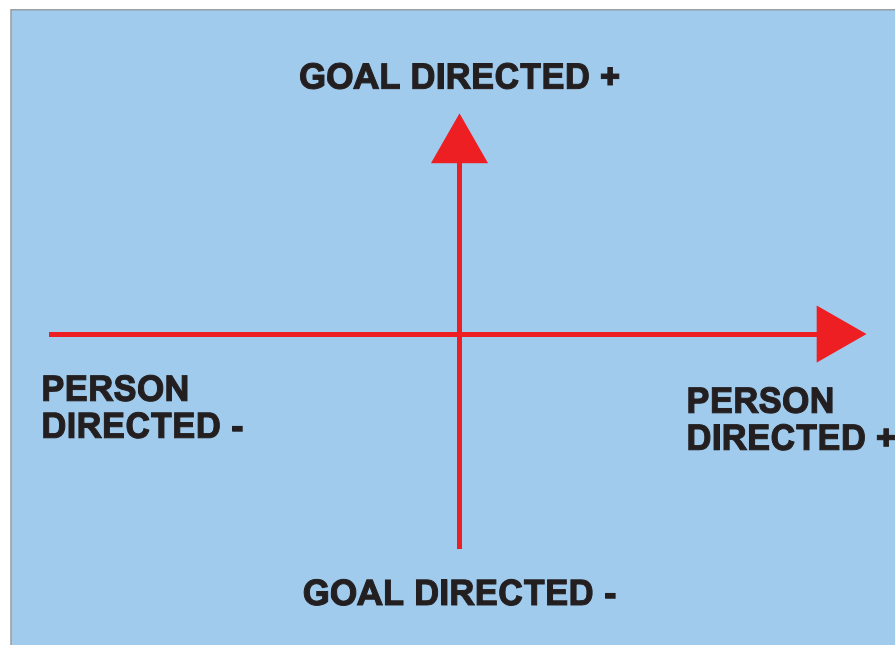 GOAL DIRECTED +
PERSON
DIRECTED -
PERSON
DIRECTED +
GOAL DIRECTED -